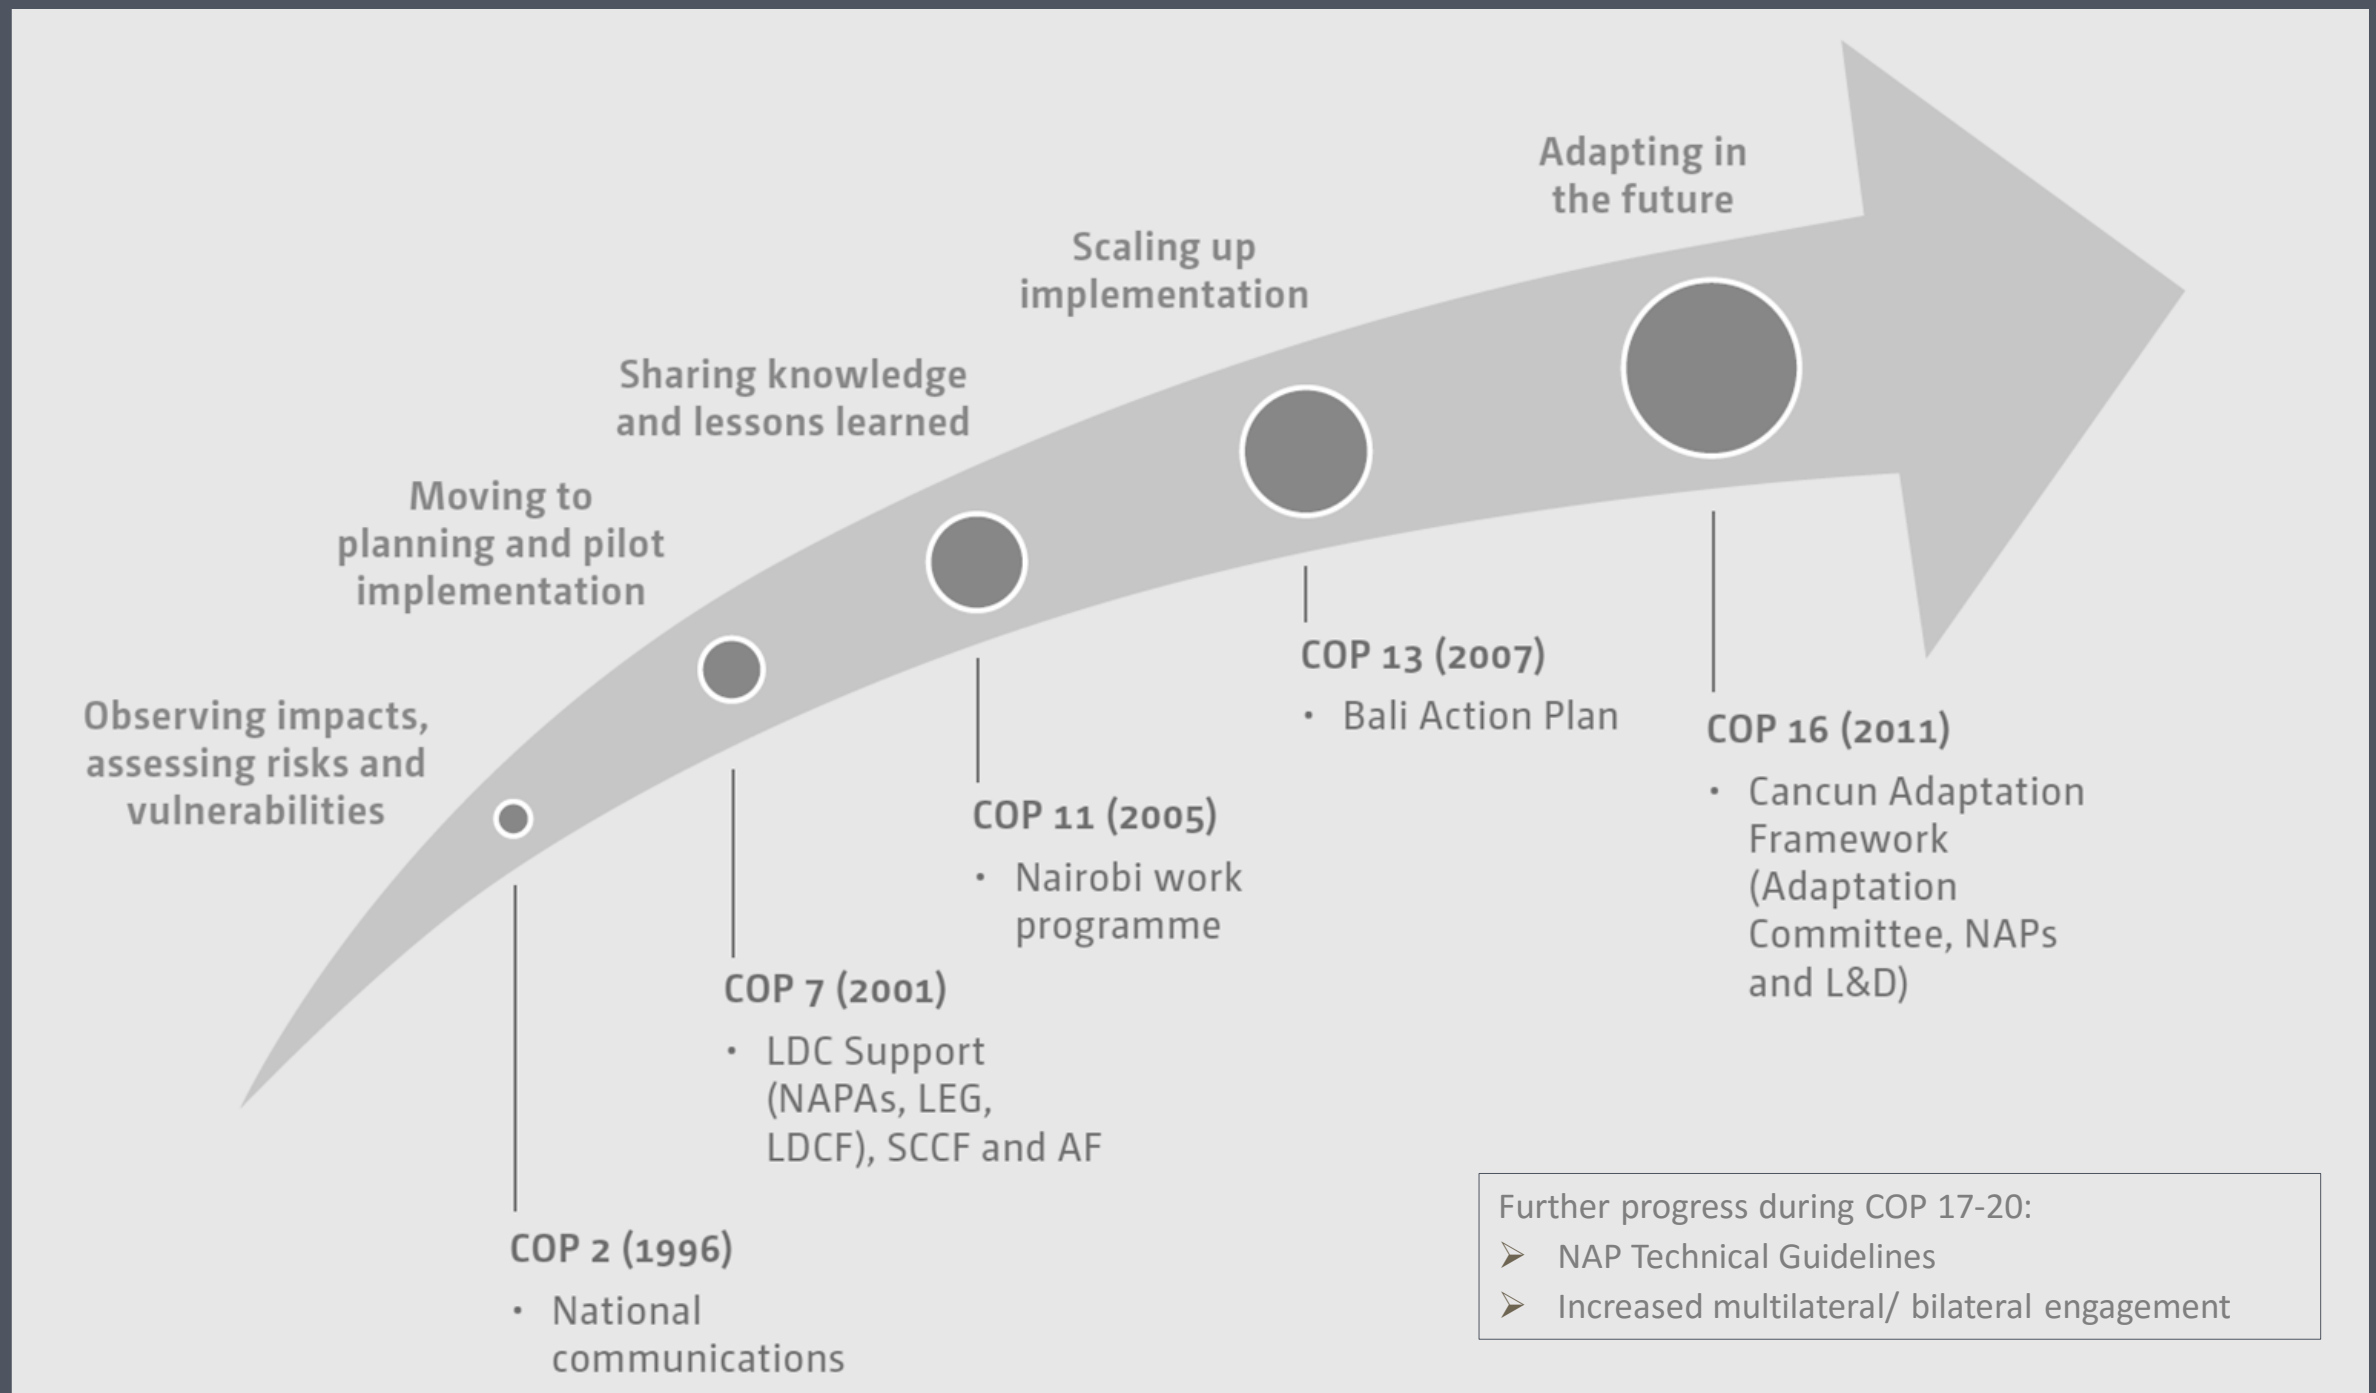 Adapting in
the future
Scaling up
implementation
Sharing knowledge
and lessons learned
Moving to
planning and pilot
implementation
Observing impacts,
assessing risks and
vulnerabilities
COP 2 (1996)
• National
communications
COP 7 (2001)
• LDC Support
(NAPAs, LEG,
LDCF), SCCF and AF
COP 11 (2005)
• Nairobi work
programme
COP 13 (2007)
• Bali Action Plan
COP 16 (2011)
• Cancun Adaptation
Framework
(Adaptation
Committee, NAPs
and L&D)
Further progress during COP 17-20:
➢ NAP Technical Guidelines
➢ Increased multilateral/ bilateral engagement